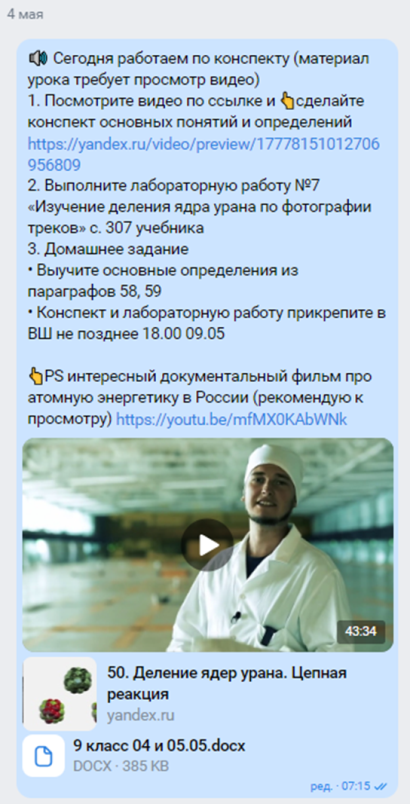 4 мая
🔊 Сегодня работаем по конспекту (материал
урока требует просмотр видео)
1. Посмотрите видео по ссылке и 👆сделайте
конспект основных понятий и определений
https://yandex.ru/video/preview/17778151012706
956809
2. Выполните лабораторную работу №7
«Изучение деления ядра урана по фотографии
треков» с. 307 учебника
3. Домашнее задание
• Выучите основные определения из
параграфов 58, 59
• Конспект и лабораторную работу прикрепите в
ВШ не позднее 18.00 09.05
👆PS интересный документальный фильм про
атомную энергетику в России (рекомендую к
просмотру) https://youtu.be/mfMX0KAbWNk
43:34
50. Деление ядер урана. Цепная
реакция
yandex.ru
9 класс 04 и 05.05.docx
DOCX · 385 KB
ред. · 07:15